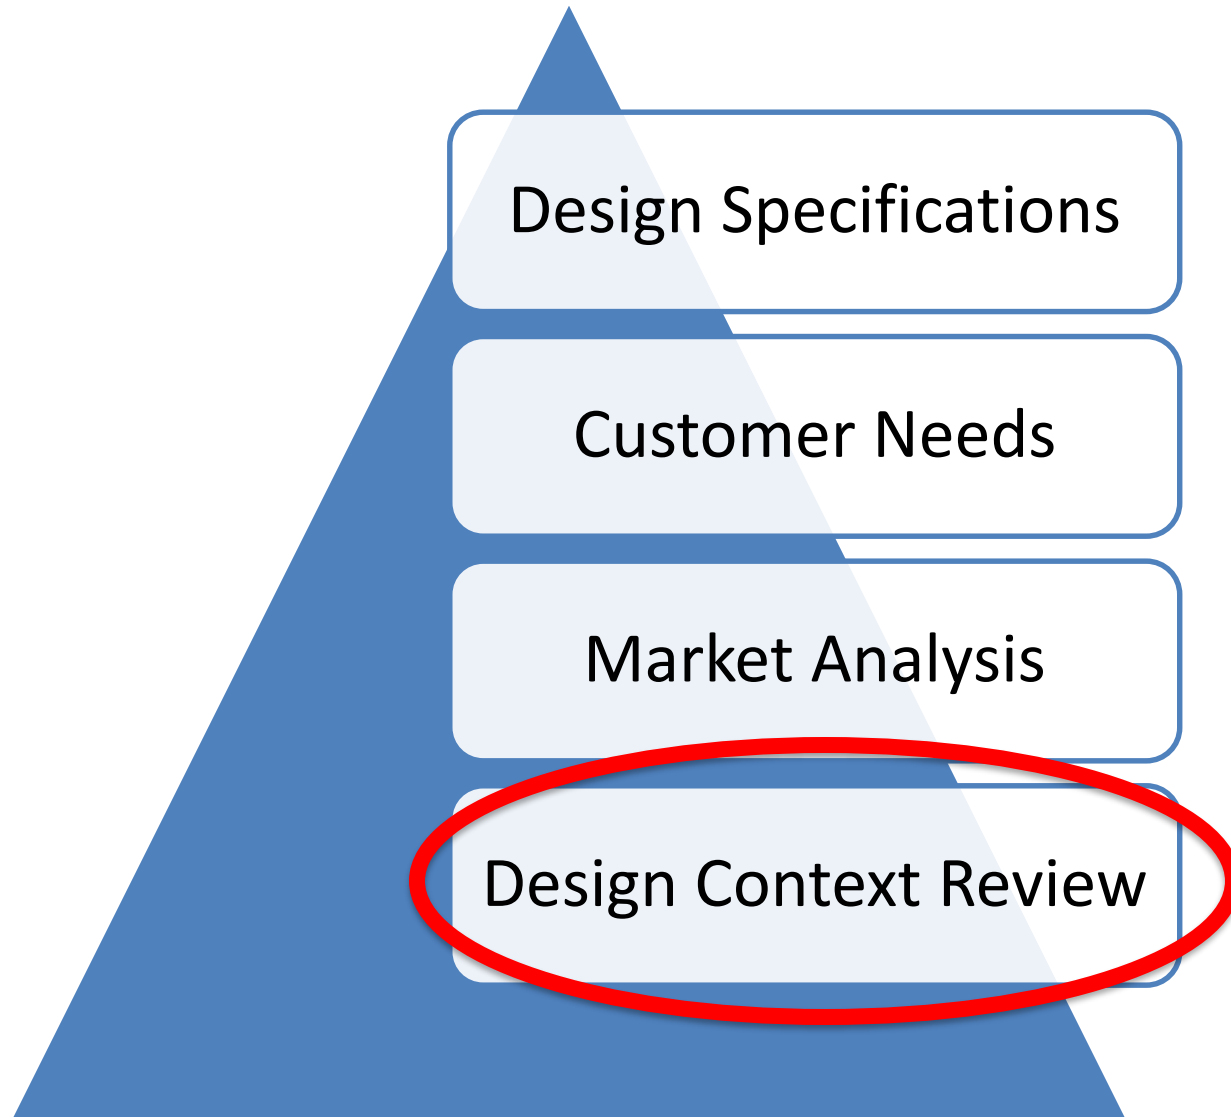 Design Specifications
Customer Needs
Market Analysis
Design Context Review